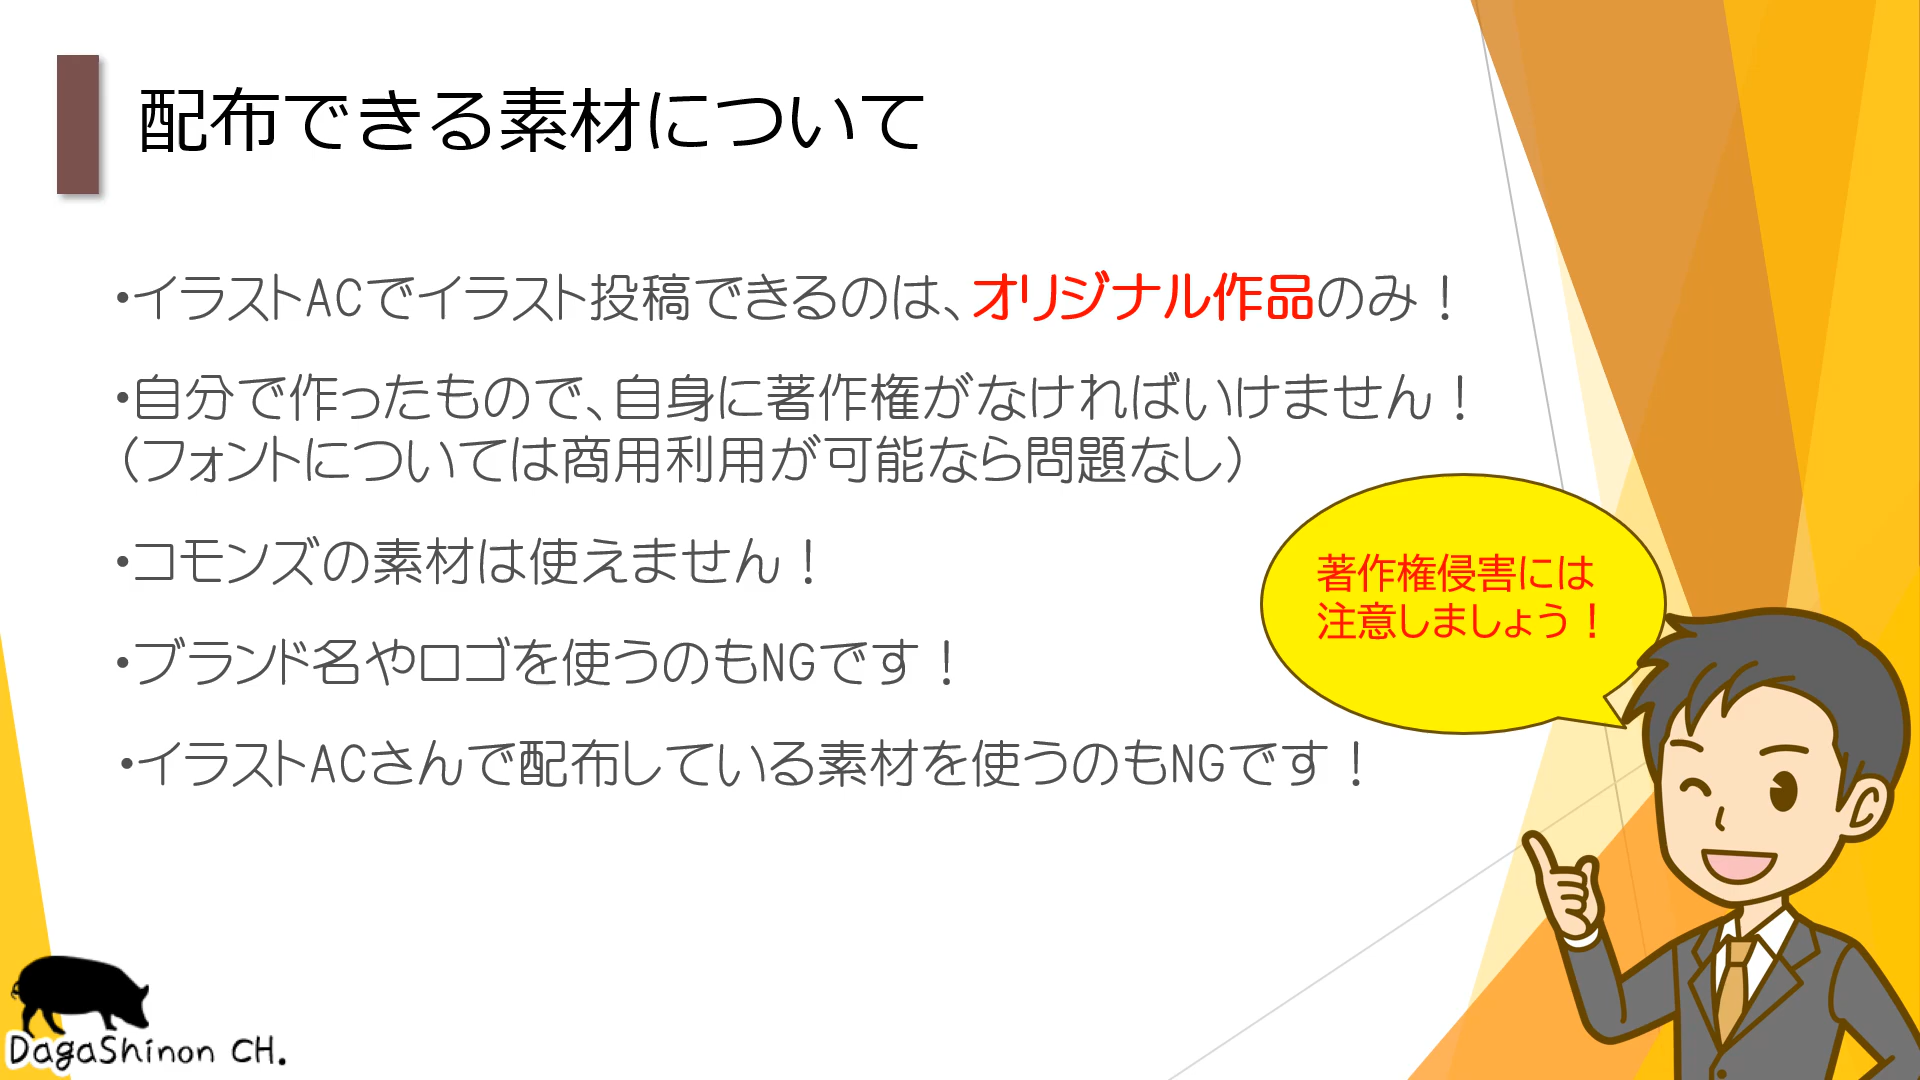 配布できる素材について
・イラストACでイラスト投稿できるのは、オリジナル作品のみ！
・自分で作ったもので、自身に著作権がなければいけません！
（フォントについては商用利用が可能なら問題なし）
・コモンズの素材は使えません！
・ブランド名やロゴを使うのもNGです！
・イラストACさんで配布している素材を使うのもNGです！
著作権侵害には
注意しましょう！
DagaShinon CH.